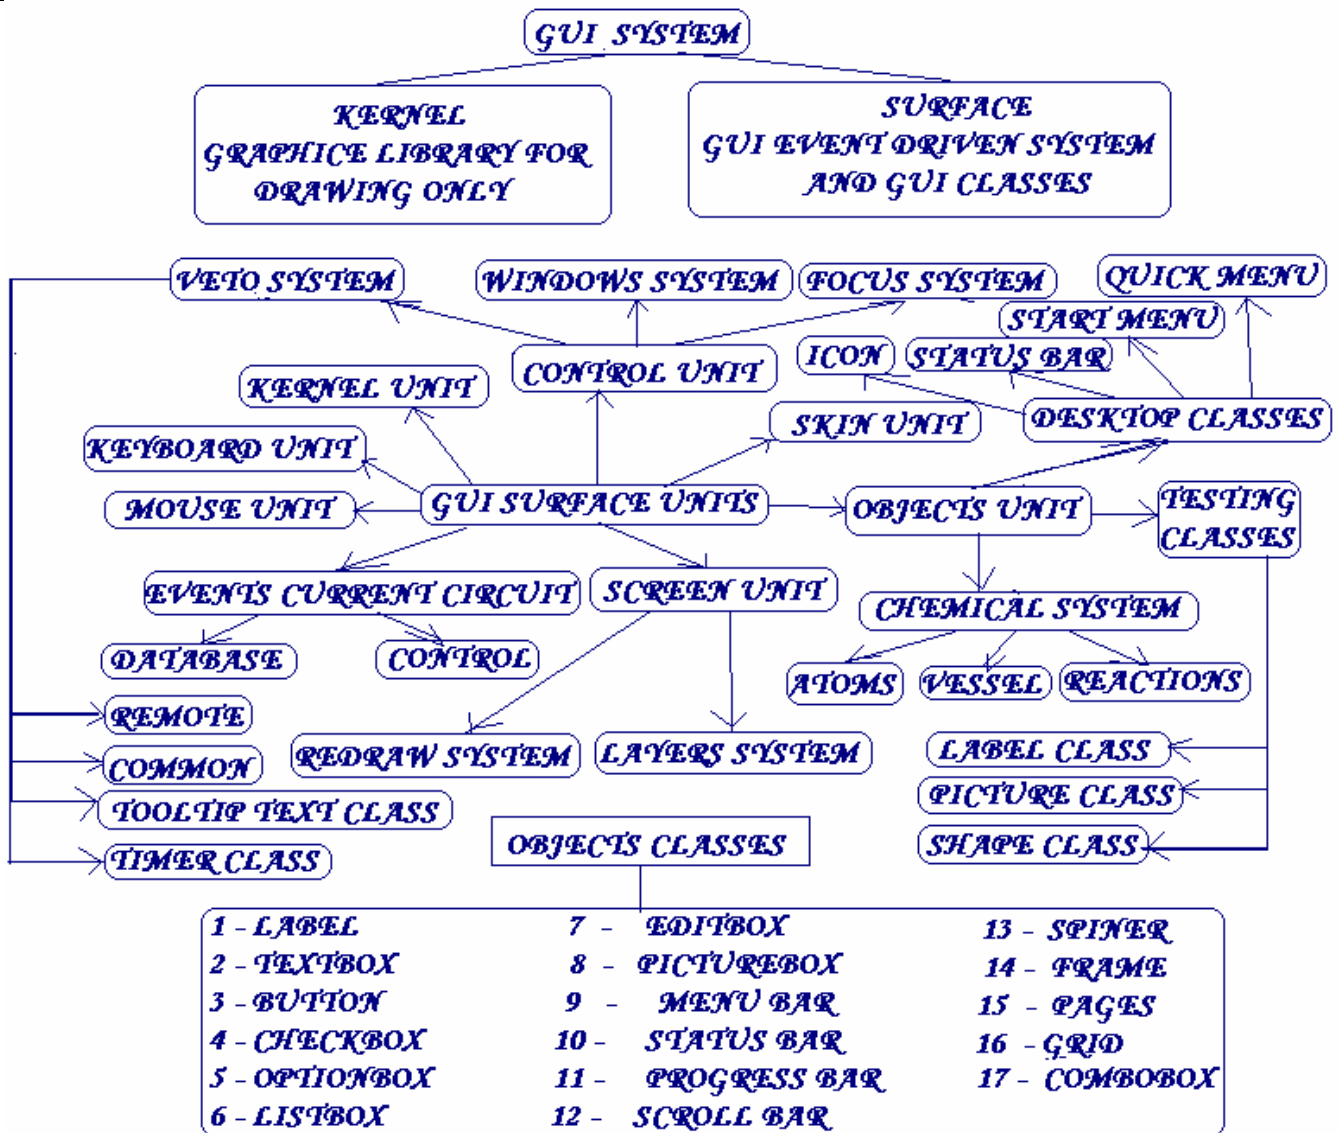 GUI SYSTEM
KERNEL
GRAPHICE LIBRARY FOR
DRAWING ONLY
SURFACE
GUI EVENT DRIVEN SYSTEM
AND GUI CLASSES
VETO SYSTEM
WINDOWS SYSTEM
FOCUS SYSTEM
QUICK MENU
START MENU
ICON
STATUS BAR
CONTROL UNIT
KERNEL UNIT
SKIN UNIT
DESKTOP CLASSES
KEYBOARD UNIT
MOUSE UNIT
GUI SURFACE UNITS
OBJECTS UNIT
TESTING
CLASSES
EVENTS CURRENT CIRCUIT
SCREEN UNIT
CHEMICAL SYSTEM
DATABASE
CONTROL
ATOMS
VESSEL
REACTIONS
REMOTE
COMMON
REDRAW SYSTEM
LAYERS SYSTEM
LABEL CLASS
PICTURE CLASS
TOOLTIP TEXT CLASS
SHAPE CLASS
TIMER CLASS
OBJECTS CLASSES
1 - LABEL
2 - TEXTBOX
3 - BUTTON
4 - CHECKBOX
5 - OPTIONBOX
6 - LISTBOX
7 - EDITBOX
8 - PICTUREBOX
9 - MENU BAR
10 - STATUS BAR
11 - PROGRESS BAR
12 - SCROLL BAR
13 - SPINER
14 - FRAME
15 - PAGES
16 - GRID
17 - COMBOBOX